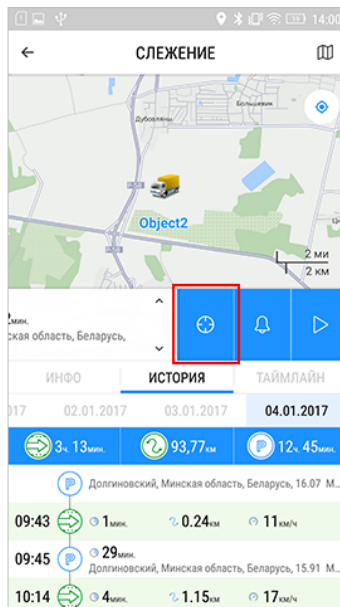 39 14:00
СЛЕЖЕНИЕ
Большевик
Дубовляны
Object2
2 ми
2 км
мин.
ская область, Беларусь,
ИНФО ИСТОРИЯ ТАЙМЛАЙН
017 02.01.2017 03.01.2017 04.01.2017
3ч. 13мин. 93,77км P 12ч. 45мин.
P Долгиновский, Минская область, Беларусь, 16.07 М..
09:43 1мин. 0.24км 11км/ч
09:45 P 29мин.
Долгиновский, Минская область, Беларусь, 15.91 М..
10:14 4мин. 1.15км 17км/ч